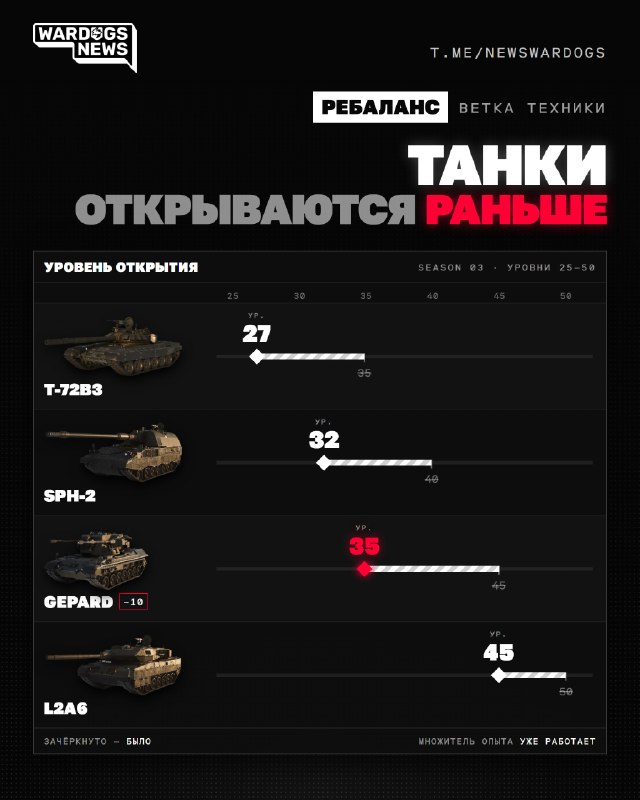 WARDOGS
NEWS
T.ME/NEWSWARDOGS
РЕБАЛАНС ВЕТКА ТЕХНИКИ
ТАНКИ
ОТКРЫВАЮТСЯ РАНЬШЕ
УРОВЕНЬ ОТКРЫТИЯ
SEASON 03 · УРОВНИ 25–50
25 30 35 40 45 50
УР.
27
35
T-72B3
УР.
32
40
SPH-2
УР.
35
45
GEPARD −10
УР.
45
50
L2A6
ЗАЧЁРКНУТО — БЫЛО
МНОЖИТЕЛЬ ОПЫТА УЖЕ РАБОТАЕТ